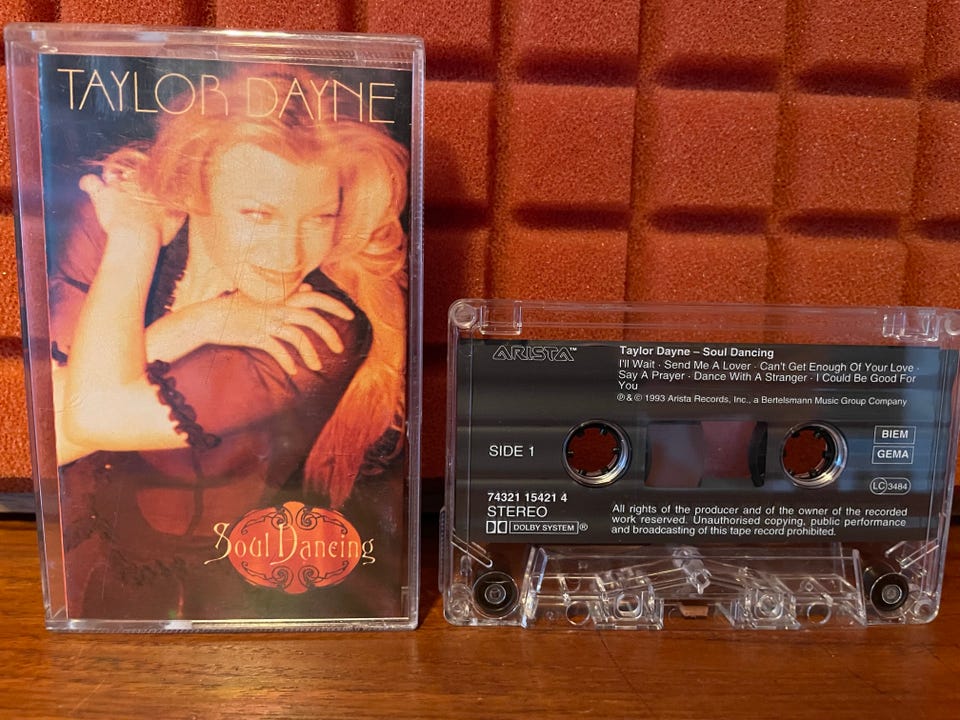 TAYLOR DAYNE
Soul Dancing
ARISTA™
Taylor Dayne – Soul Dancing
I'll Wait · Send Me A Lover · Can't Get Enough Of Your Love ·
Say A Prayer · Dance With A Stranger · I Could Be Good For
You
℗ & © 1993 Arista Records, Inc., a Bertelsmann Music Group Company
SIDE 1
BIEM
GEMA
LC 3484
74321 15421 4
STEREO
DOLBY SYSTEM ®
All rights of the producer and of the owner of the recorded
work reserved. Unauthorised copying, public performance
and broadcasting of this tape record prohibited.